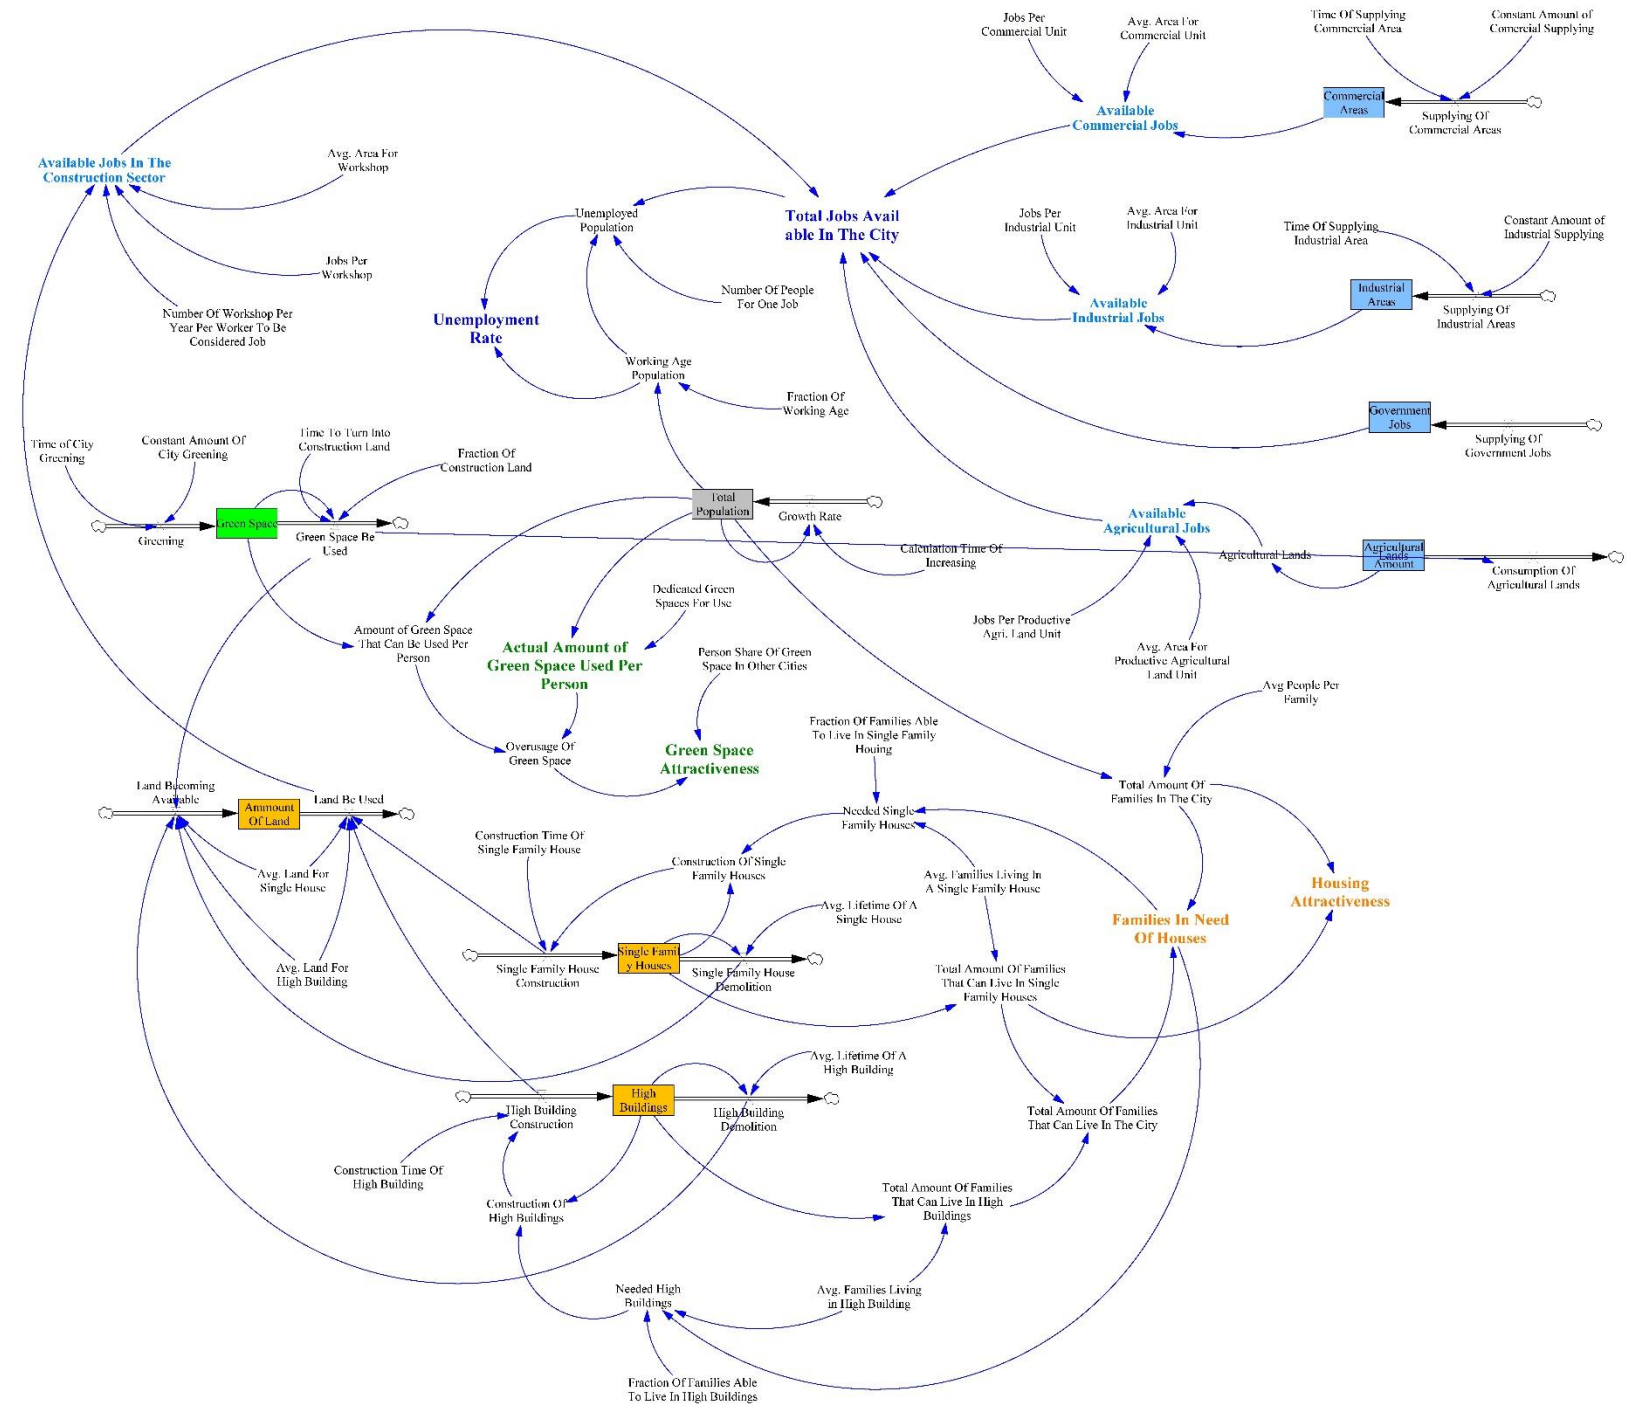 Jobs Per
Commercial Unit
Avg. Area For
Commercial Unit
Time Of Supplying
Commercial Area
Constant Amount of
Comercial Supplying
Available
Commercial Jobs
Commercial
Areas
Supplying Of
Commercial Areas
Available Jobs In The
Construction Sector
Avg. Area For
Workshop
Jobs Per
Workshop
Number Of Workshop Per
Year Per Worker To Be
Considered Job
Unemployed
Population
Total Jobs Avail
able In The City
Number Of People
For One Job
Unemployment
Rate
Working Age
Population
Fraction Of
Working Age
Jobs Per
Industrial Unit
Avg. Area For
Industrial Unit
Time Of Supplying
Industrial Area
Constant Amount of
Industrial Supplying
Available
Industrial Jobs
Industrial
Areas
Supplying Of
Industrial Areas
Government
Jobs
Supplying Of
Government Jobs
Time of City
Greening
Constant Amount Of
City Greening
Time To Turn Into
Construction Land
Fraction Of
Construction Land
Greening
Green Space
Green Space Be
Used
Total
Population
Growth Rate
Calculation Time Of
Increasing
Available
Agricultural Jobs
Agricultural Lands
Agricultural
Lands
Amount
Consumption Of
Agricultural Lands
Jobs Per Productive
Agri. Land Unit
Avg. Area For
Productive Agricultural
Land Unit
Amount of Green Space
That Can Be Used Per
Person
Dedicated Green
Spaces For Use
Actual Amount of
Green Space Used Per
Person
Person Share Of Green
Space In Other Cities
Overusage Of
Green Space
Green Space
Attractiveness
Avg People Per
Family
Fraction Of Families Able
To Live In Single Family
Houing
Total Amount Of
Families In The City
Land Becoming
Available
Ammount
Of Land
Land Be Used
Avg. Land For
Single House
Avg. Land For
High Building
Construction Time Of
Single Family House
Needed Single
Family Houses
Construction Of Single
Family Houses
Avg. Families Living In
A Single Family House
Housing
Attractiveness
Avg. Lifetime Of A
Single House
Families In Need
Of Houses
Single Family House
Construction
Single Famil
y Houses
Single Family House
Demolition
Total Amount Of Families
That Can Live In Single
Family Houses
Avg. Lifetime Of A
High Building
High Building
Construction
High
Buildings
High Building
Demolition
Total Amount Of Families
That Can Live In The City
Construction Time Of
High Building
Construction Of
High Buildings
Total Amount Of Families
That Can Live In High
Buildings
Needed High
Buildings
Avg. Families Living
in High Building
Fraction Of Families Able
To Live In High Buildings